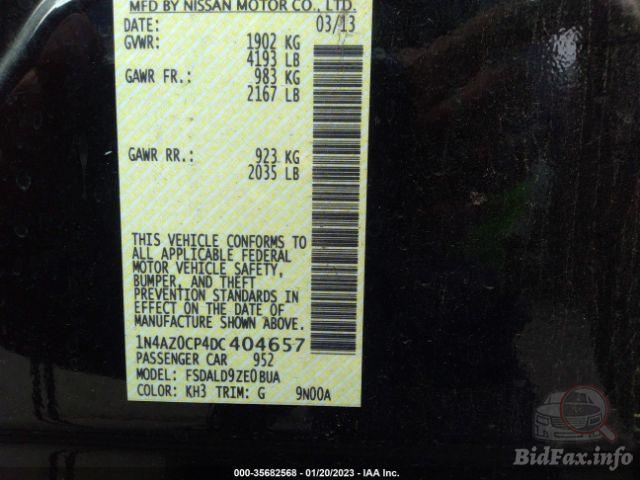 MFD BY NISSAN MOTOR CO., LTD.
DATE: 03/13
GVWR: 1902 KG
4193 LB
GAWR FR.: 983 KG
2167 LB
GAWR RR.: 923 KG
2035 LB
THIS VEHICLE CONFORMS TO
ALL APPLICABLE FEDERAL
MOTOR VEHICLE SAFETY,
BUMPER, AND THEFT
PREVENTION STANDARDS IN
EFFECT ON THE DATE OF
MANUFACTURE SHOWN ABOVE.
1N4AZ0CP4DC404657
PASSENGER CAR 952
MODEL: FSDALD9ZE0BUA
COLOR: KH3 TRIM: G 9N00A
BidFax.info
000-35682568 - 01/20/2023 - IAA Inc.